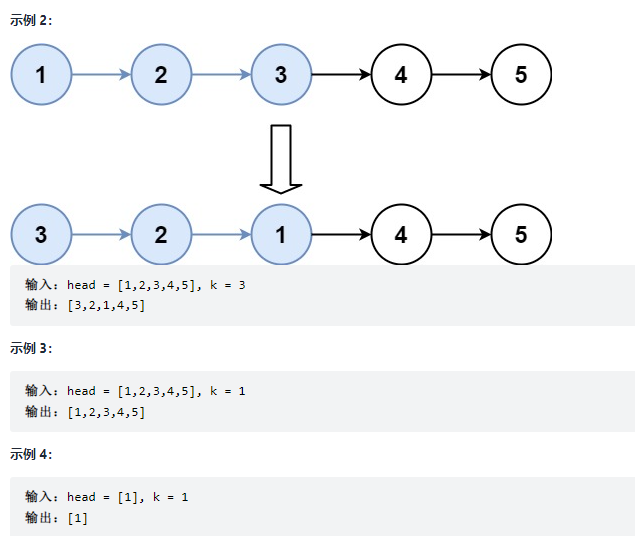 示例 2：
1 2 3 4 5
3 2 1 4 5
输入：head = [1,2,3,4,5], k = 3
输出：[3,2,1,4,5]
示例 3：
输入：head = [1,2,3,4,5], k = 1
输出：[1,2,3,4,5]
示例 4：
输入：head = [1], k = 1
输出：[1]